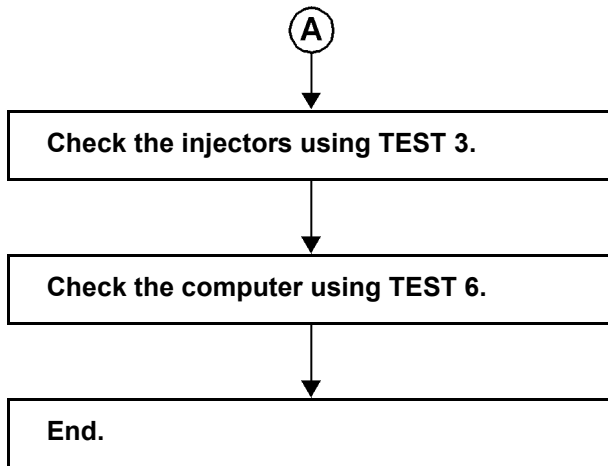 A
Check the injectors using TEST 3.
Check the computer using TEST 6.
End.